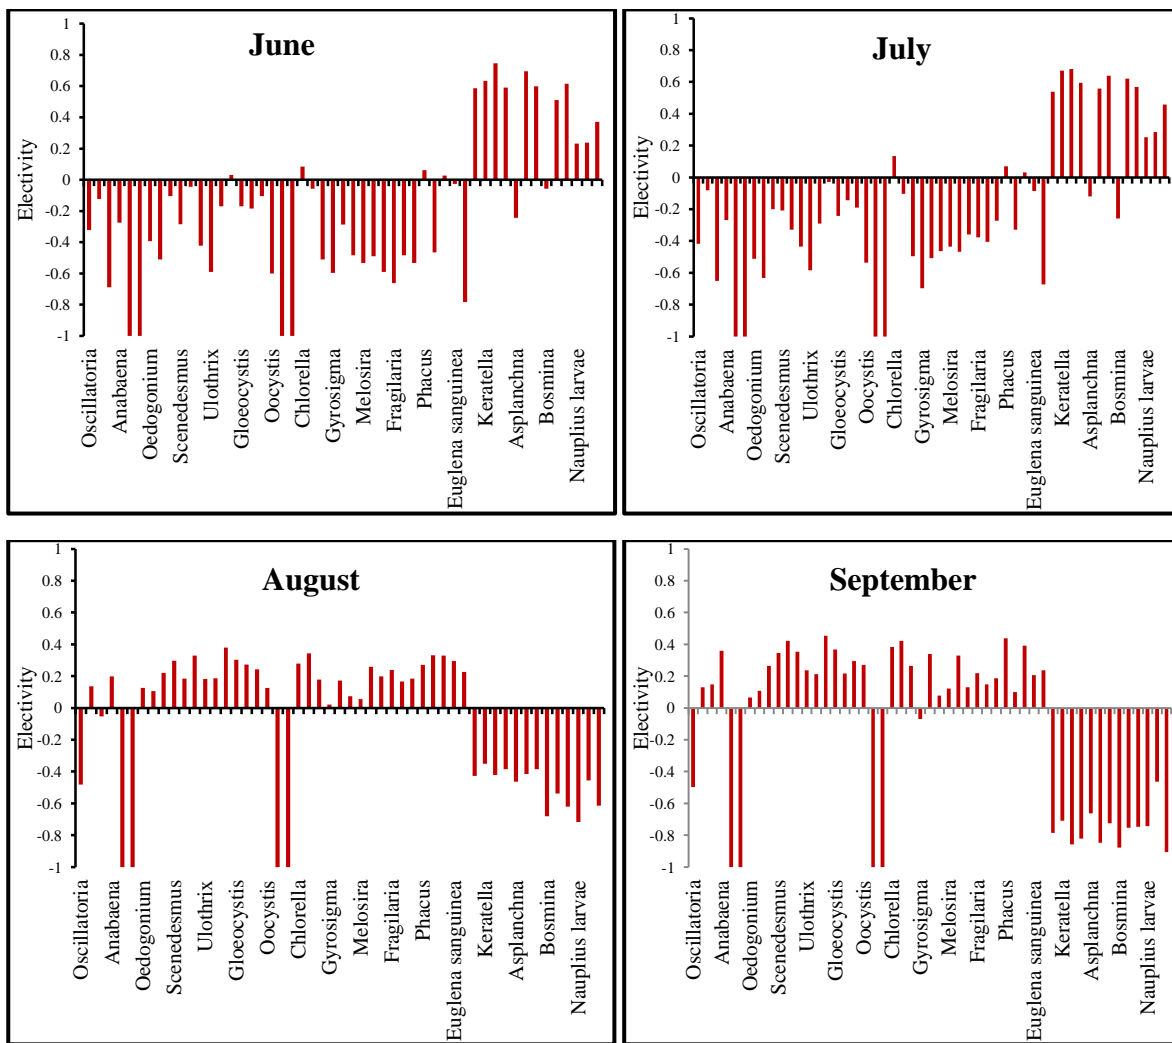 June
Electivity
1
0.8
0.6
0.4
0.2
0
-0.2
-0.4
-0.6
-0.8
-1
Oscillatoria
Anabaena
Oedogonium
Scenedesmus
Ulothrix
Gloeocystis
Oocystis
Chlorella
Gyrosigma
Melosira
Fragilaria
Phacus
Euglena sanguinea
Keratella
Asplanchna
Bosmina
Nauplius larvae
July
Electivity
1
0.8
0.6
0.4
0.2
0
-0.2
-0.4
-0.6
-0.8
-1
Oscillatoria
Anabaena
Oedogonium
Scenedesmus
Ulothrix
Gloeocystis
Oocystis
Chlorella
Gyrosigma
Melosira
Fragilaria
Phacus
Euglena sanguinea
Keratella
Asplanchna
Bosmina
Nauplius larvae
August
Electivity
1
0.8
0.6
0.4
0.2
0
-0.2
-0.4
-0.6
-0.8
-1
Oscillatoria
Anabaena
Oedogonium
Scenedesmus
Ulothrix
Gloeocystis
Oocystis
Chlorella
Gyrosigma
Melosira
Fragilaria
Phacus
Euglena sanguinea
Keratella
Asplanchna
Bosmina
Nauplius larvae
September
Electivity
1
0.8
0.6
0.4
0.2
0
-0.2
-0.4
-0.6
-0.8
-1
Oscillatoria
Anabaena
Oedogonium
Scenedesmus
Ulothrix
Gloeocystis
Oocystis
Chlorella
Gyrosigma
Melosira
Fragilaria
Phacus
Euglena sanguinea
Keratella
Asplanchna
Bosmina
Nauplius larvae